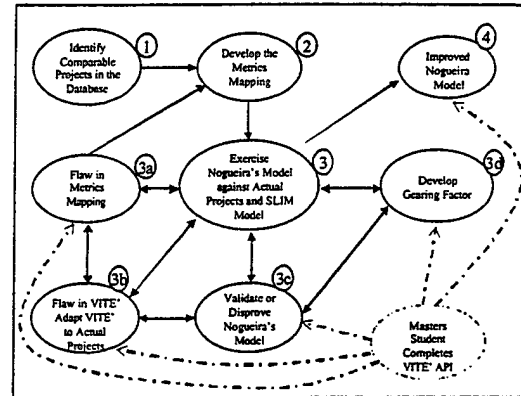 1
Identify
Comparable
Projects in the
Database
2
Develop the
Metrics
Mapping
4
Improved
Nogueira
Model
3a
Flaw in
Metrics
Mapping
3
Exercise
Nogueira's Model
against Actual
Projects and SLIM
Model
3d
Develop
Gearing Factor
3b
Flaw in VITE'
Adapt VITE'
to Actual
Projects
3c
Validate or
Disprove
Nogueira's
Model
Masters
Student
Completes
VITE' API